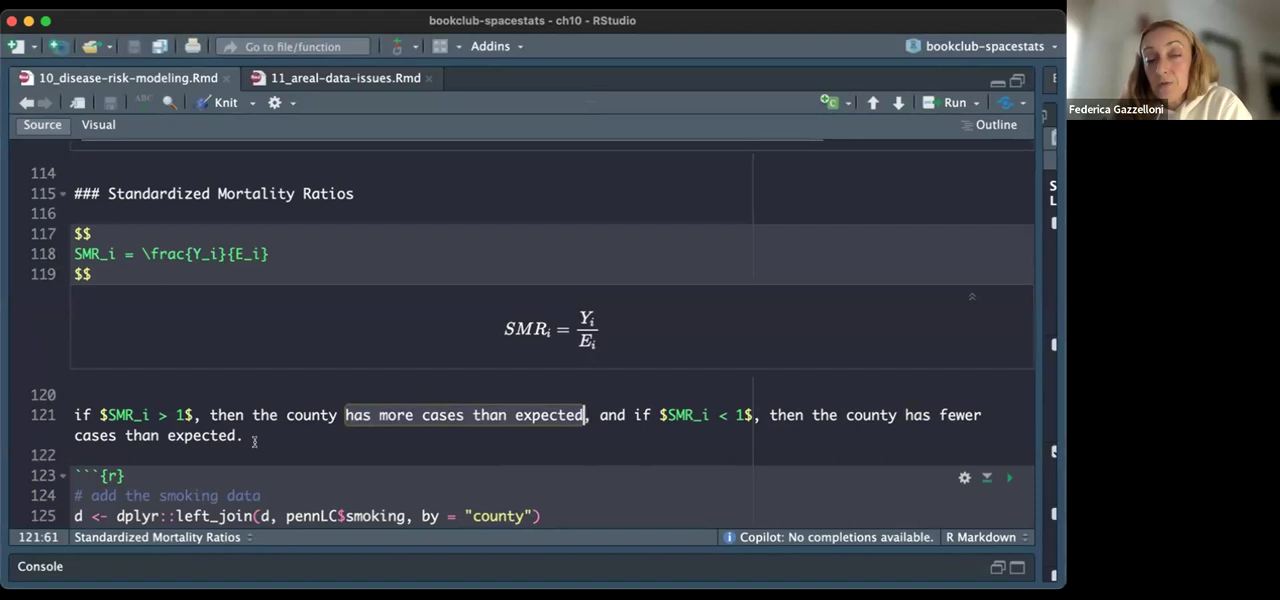 bookclub-spacestats - ch10 - RStudio
Go to file/function
Addins
bookclub-spacestats
10_disease-risk-modeling.Rmd
11_areal-data-issues.Rmd
ABC
Knit
Run
Source
Visual
Outline
114
115 ### Standardized Mortality Ratios
116
117 $$
118 SMR_i = \frac{Y_i}{E_i}
119 $$
SMR_i = Y_i / E_i
120
121 if $SMR_i > 1$, then the county has more cases than expected, and if $SMR_i < 1$, then the county has fewer
cases than expected.
122
123 ```{r}
124 # add the smoking data
125 d <- dplyr::left_join(d, pennLC$smoking, by = "county")
121:61 Standardized Mortality Ratios
Copilot: No completions available.
R Markdown
Console
Federica Gazzelloni
S
L